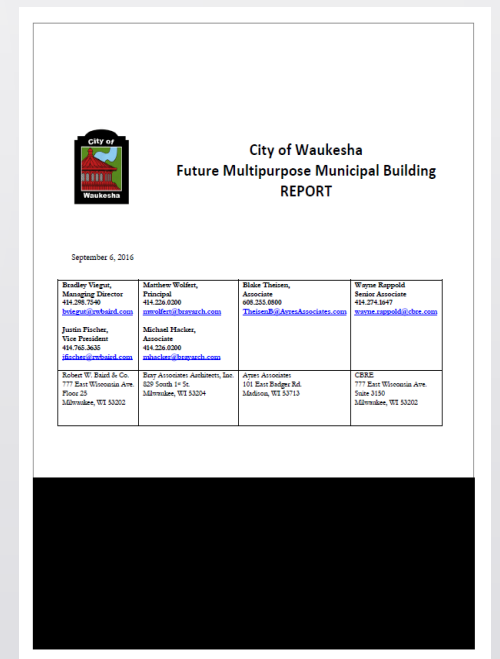 City of
Waukesha
City of Waukesha
Future Multipurpose Municipal Building
REPORT
September 6, 2016
Bradley Viegut,
Managing Director
414.298.7540
bviegut@rwbaird.com
Justin Fischer,
Vice President
414.765.3635
jfischer@rwbaird.com
Matthew Wolfert,
Principal
414.226.0200
mwolfert@brayarch.com
Michael Hacker,
Associate
414.226.0200
mhacker@brayarch.com
Blake Theisen,
Associate
608.255.0800
TheisenB@AyresAssociates.com
Wayne Rappold
Senior Associate
414.274.1647
wayne.rappold@cbre.com
Robert W. Baird & Co.
777 East Wisconsin Ave.
Floor 25
Milwaukee, WI 53202
Bray Associates Architects, Inc.
829 South 1st St.
Milwaukee, WI 53204
Ayres Associates
101 East Badger Rd.
Madison, WI 53713
CBRE
777 East Wisconsin Ave.
Suite 3150
Milwaukee, WI 53202